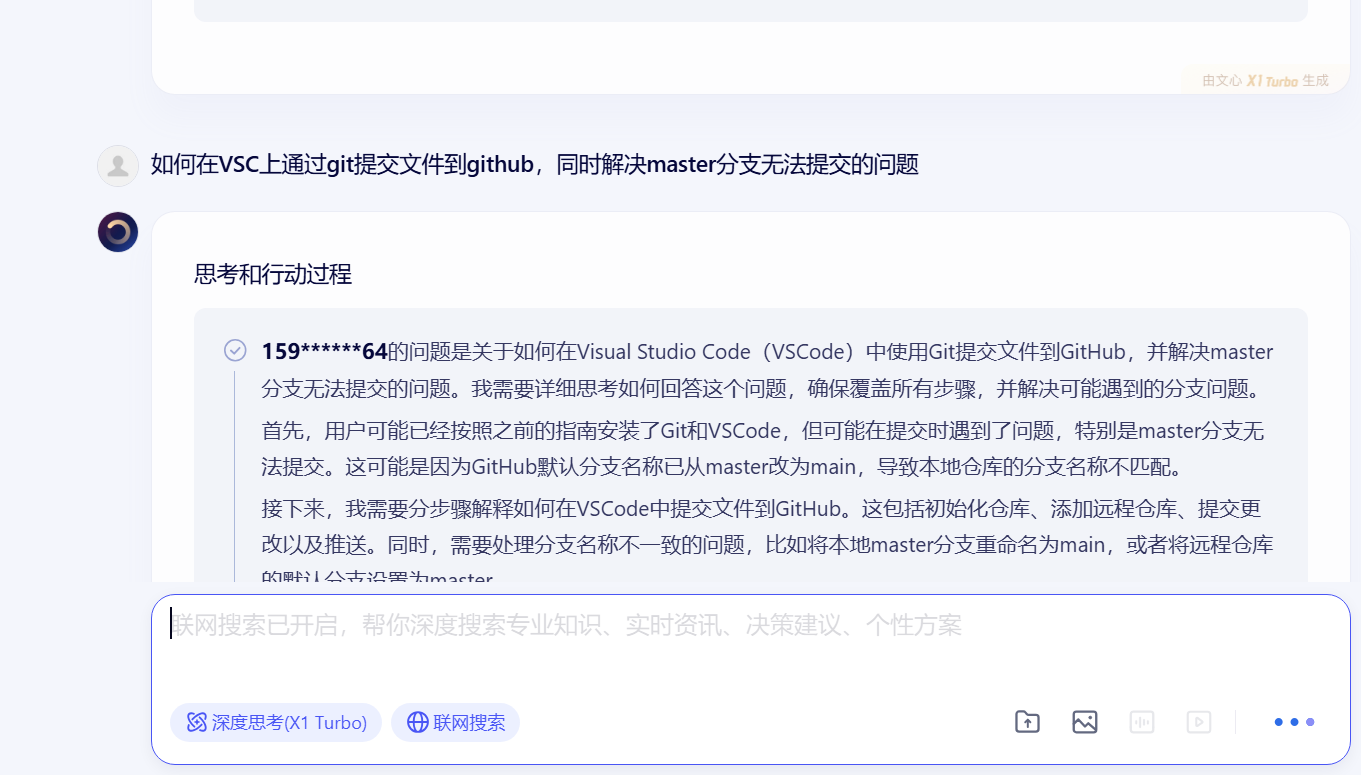 由文心 X1 Turbo 生成
如何在VSC上通过git提交文件到github，同时解决master分支无法提交的问题
思考和行动过程
159******64的问题是关于如何在Visual Studio Code（VSCode）中使用Git提交文件到GitHub，并解决master
分支无法提交的问题。我需要详细思考如何回答这个问题，确保覆盖所有步骤，并解决可能遇到的分支问题。
首先，用户可能已经按照之前的指南安装了Git和VSCode，但可能在提交时遇到了问题，特别是master分支无
法提交。这可能是因为GitHub默认分支名称已从master改为main，导致本地仓库的分支名称不匹配。
接下来，我需要分步骤解释如何在VSCode中提交文件到GitHub。这包括初始化仓库、添加远程仓库、提交更
改以及推送。同时，需要处理分支名称不一致的问题，比如将本地master分支重命名为main，或者将远程仓库
的默认分支设置为master
联网搜索已开启，帮你深度搜索专业知识、实时资讯、决策建议、个性方案
深度思考(X1 Turbo)
联网搜索